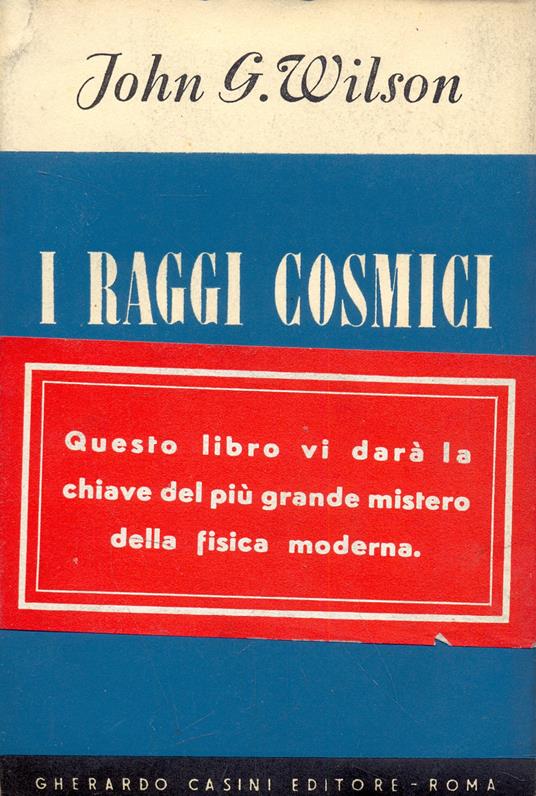 John G. Wilson
I RAGGI COSMICI
Questo libro vi darà la
chiave del più grande mistero
della fisica moderna.
GHERARDO CASINI EDITORE - ROMA